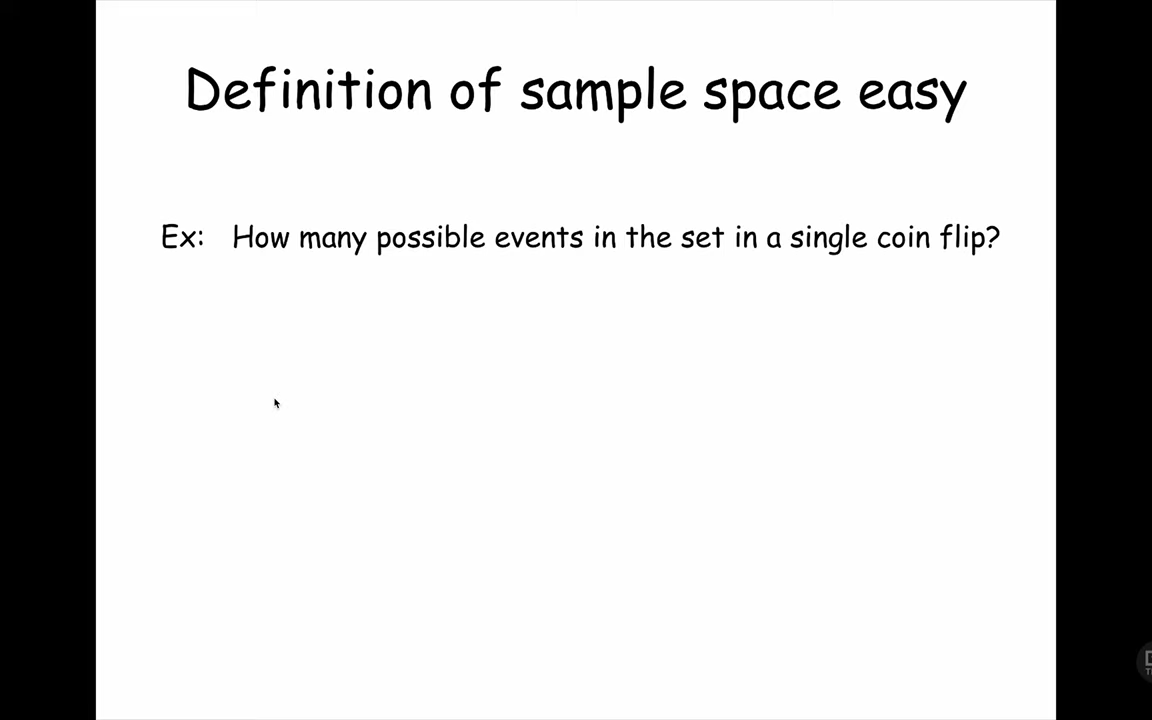 Definition of sample space easy
Ex: How many possible events in the set in a single coin flip?